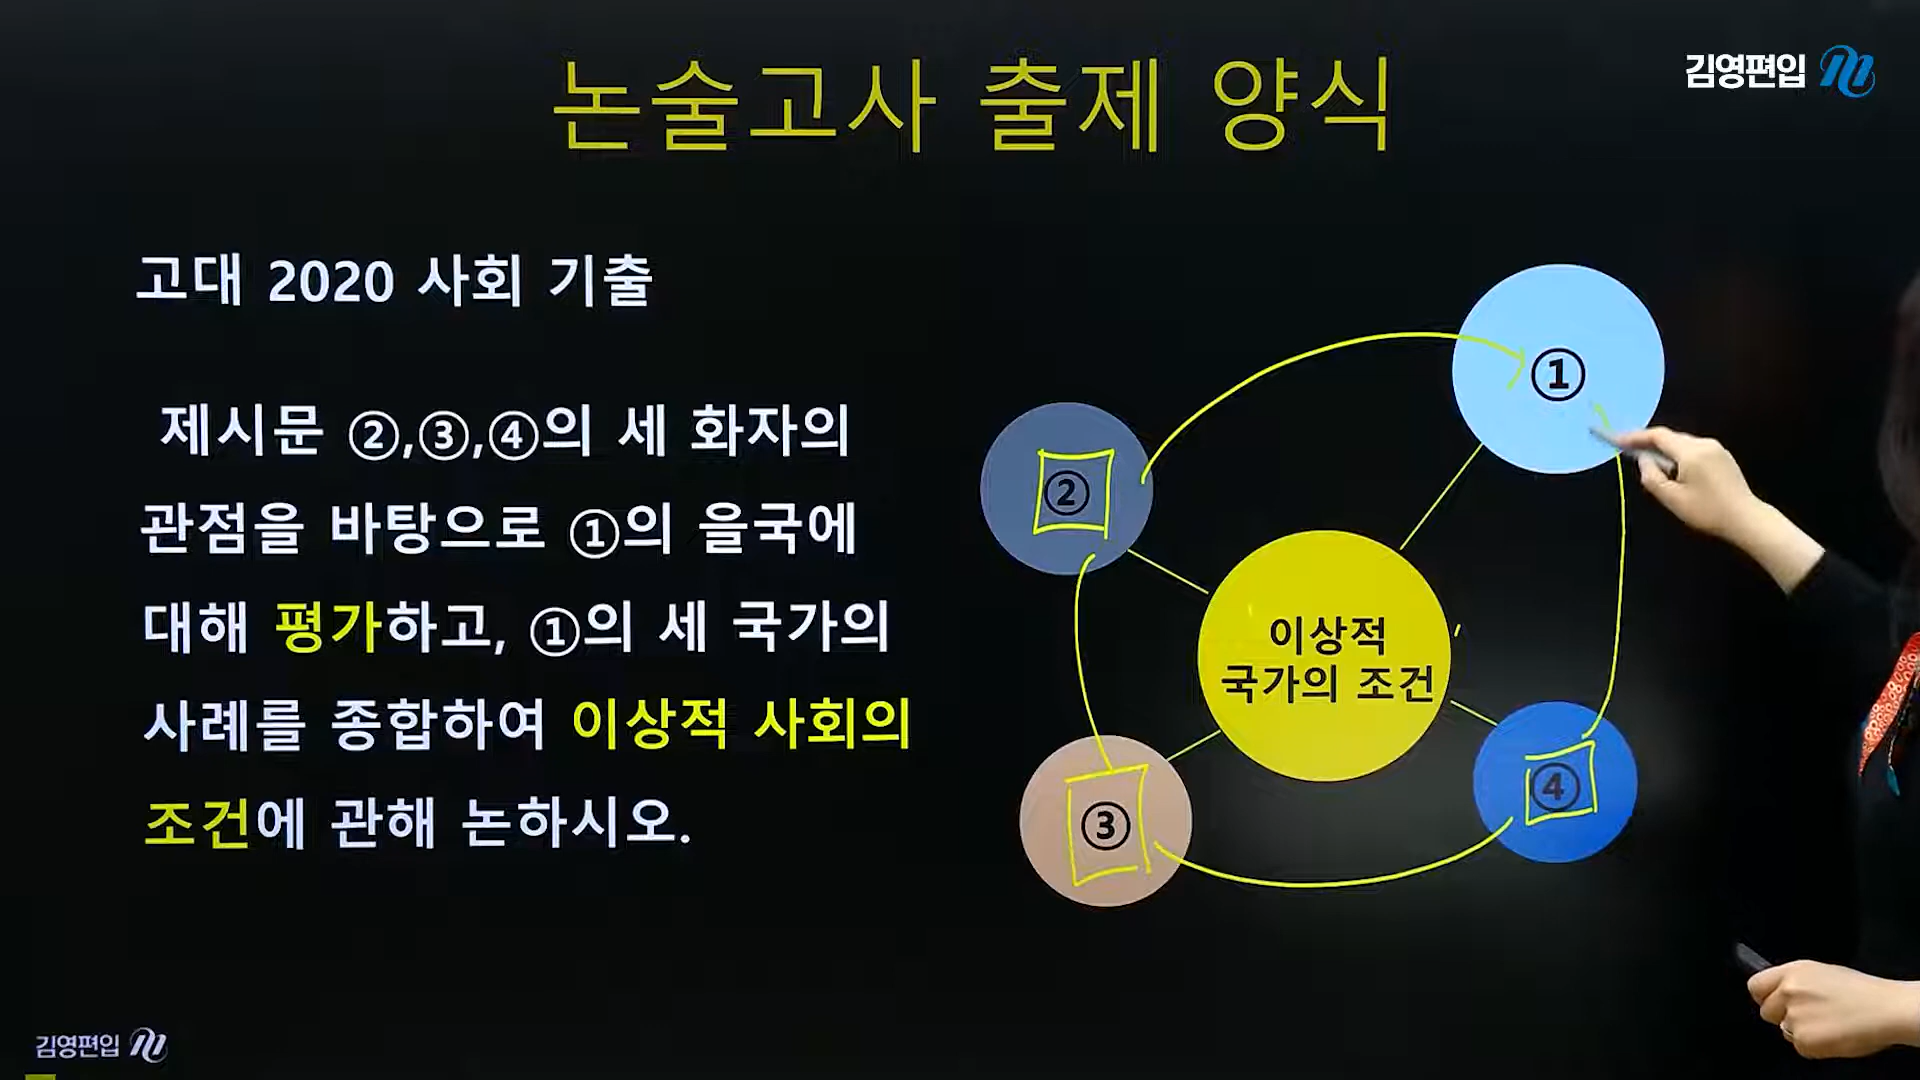 논술고사 출제 양식
김영편입
고대 2020 사회 기출
제시문 ②,③,④의 세 화자의
관점을 바탕으로 ①의 을국에
대해 평가하고, ①의 세 국가의
사례를 종합하여 이상적 사회의
조건에 관해 논하시오.
①
②
이상적
국가의 조건
③
④
김영편입